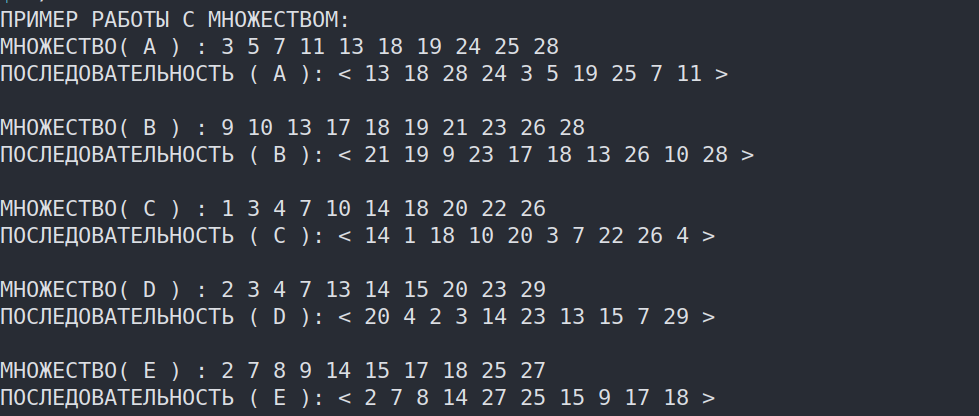 ПРИМЕР РАБОТЫ С МНОЖЕСТВОМ:
МНОЖЕСТВО( A ) : 3 5 7 11 13 18 19 24 25 28
ПОСЛЕДОВАТЕЛЬНОСТЬ ( A ): < 13 18 28 24 3 5 19 25 7 11 >
МНОЖЕСТВО( B ) : 9 10 13 17 18 19 21 23 26 28
ПОСЛЕДОВАТЕЛЬНОСТЬ ( B ): < 21 19 9 23 17 18 13 26 10 28 >
МНОЖЕСТВО( C ) : 1 3 4 7 10 14 18 20 22 26
ПОСЛЕДОВАТЕЛЬНОСТЬ ( C ): < 14 1 18 10 20 3 7 22 26 4 >
МНОЖЕСТВО( D ) : 2 3 4 7 13 14 15 20 23 29
ПОСЛЕДОВАТЕЛЬНОСТЬ ( D ): < 20 4 2 3 14 23 13 15 7 29 >
МНОЖЕСТВО( E ) : 2 7 8 9 14 15 17 18 25 27
ПОСЛЕДОВАТЕЛЬНОСТЬ ( E ): < 2 7 8 14 27 25 15 9 17 18 >